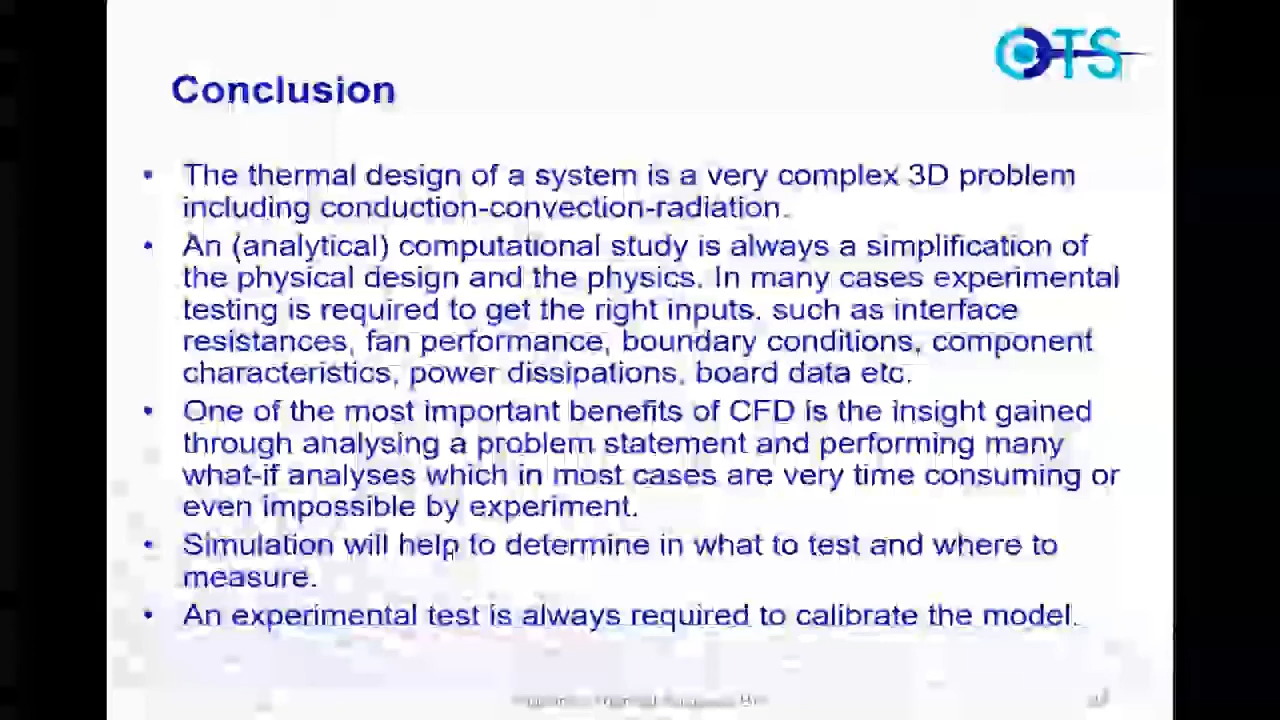 OTS
Conclusion
• The thermal design of a system is a very complex 3D problem
including conduction-convection-radiation.
• An (analytical) computational study is always a simplification of
the physical design and the physics. In many cases experimental
testing is required to get the right inputs. such as interface
resistances, fan performance, boundary conditions, component
characteristics, power dissipations, board data etc.
• One of the most important benefits of CFD is the insight gained
through analysing a problem statement and performing many
what-if analyses which in most cases are very time consuming or
even impossible by experiment.
• Simulation will help to determine in what to test and where to
measure.
• An experimental test is always required to calibrate the model.